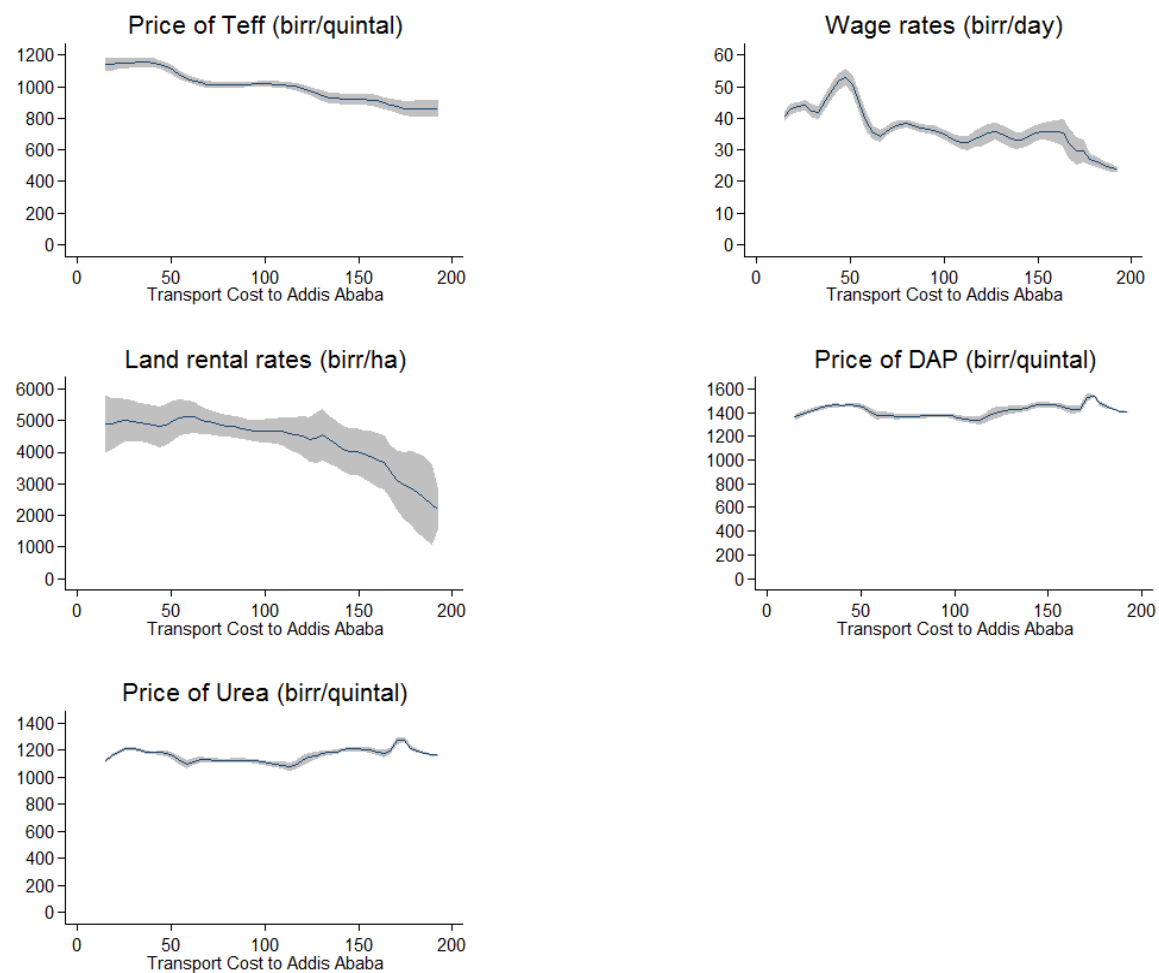 Price of Teff (birr/quintal)
1200
1000
800
600
400
200
0
0 50 100 150 200
Transport Cost to Addis Ababa
Wage rates (birr/day)
60
50
40
30
20
10
0
0 50 100 150 200
Transport Cost to Addis Ababa
Land rental rates (birr/ha)
6000
5000
4000
3000
2000
1000
0
0 50 100 150 200
Transport Cost to Addis Ababa
Price of DAP (birr/quintal)
1600
1400
1200
1000
800
600
400
200
0
0 50 100 150 200
Transport Cost to Addis Ababa
Price of Urea (birr/quintal)
1400
1200
1000
800
600
400
200
0
0 50 100 150 200
Transport Cost to Addis Ababa